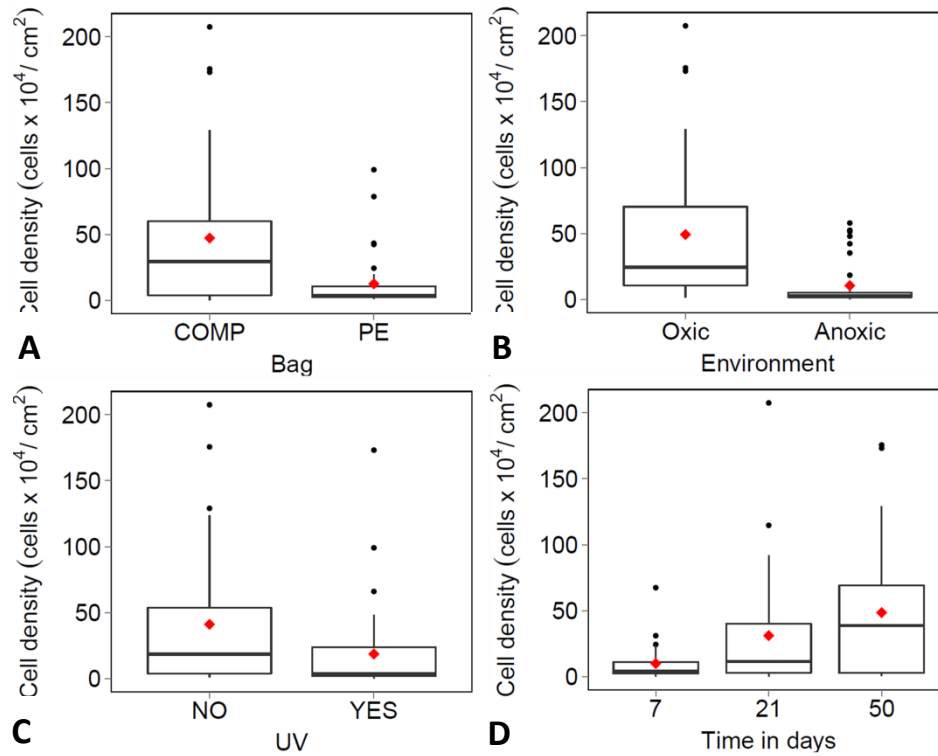 Cell density (cells x 10⁴/ cm²)
200
150
100
50
0
COMP PE
Bag
A
Cell density (cells x 10⁴/ cm²)
200
150
100
50
0
Oxic Anoxic
Environment
B
Cell density (cells x 10⁴/ cm²)
200
150
100
50
0
NO YES
UV
C
Cell density (cells x 10⁴/ cm²)
200
150
100
50
0
7 21 50
Time in days
D